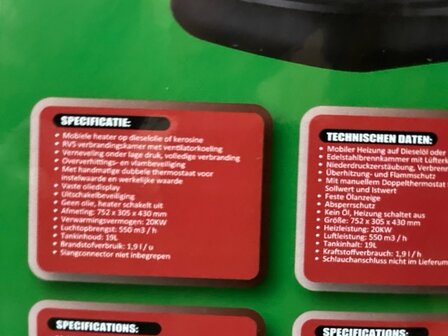 SPECIFICATIE:
• Mobiele heater op dieselolie of kerosine
• RVS verbrandingskamer met ventilatorkoeling
• Verneveling onder lage druk, volledige verbranding
• Oververhittings- en vlambeveiliging
• Met handmatige dubbele thermostaat voor
instelwaarde en werkelijke waarde
• Vaste oliedisplay
• Uitschakelbeveiliging
• Geen olie, heater schakelt uit
• Afmeting: 752 x 305 x 430 mm
• Verwarmingsvermogen: 20KW
• Luchtopbrengst: 550 m3 / h
• Tankinhoud: 19L
• Brandstofverbruik: 1,9 l / u
• Slangconnector niet inbegrepen
TECHNISCHEN DATEN:
• Mobiler Heizung auf Dieselöl oder
• Edelstahlbrennkammer mit Lüfter
• Niederdruckzerstäubung, Verbren
• Überhitzung- und Flammschutz
• Mit manuellem Doppelthermostat
Sollwert und Istwert
• Feste Ölanzeige
• Absperrschutz
• Kein Öl, Heizung schaltet aus
• Größe: 752 x 305 x 430 mm
• Heizleistung: 20KW
• Luftleistung: 550 m3 / h
• Tankinhalt: 19L
• Kraftstoffverbrauch: 1,9 l / h
• Schlauchanschluss nicht im Lieferum
SPECIFICATIONS:
SPECIFICATIONS: